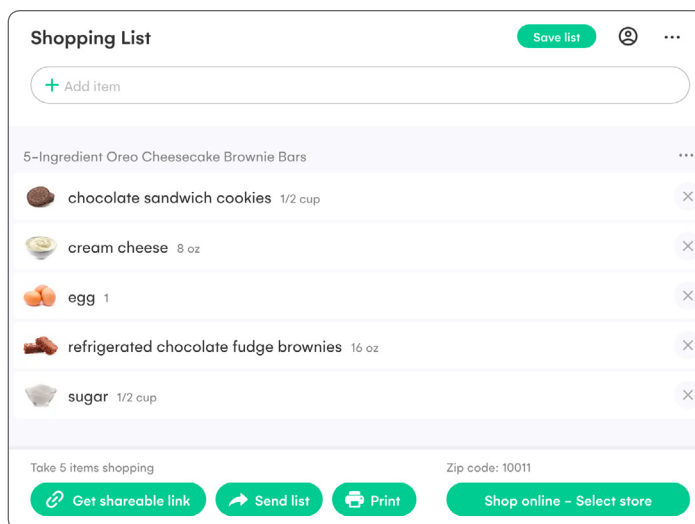 Shopping List
Save list
Add item
5-Ingredient Oreo Cheesecake Brownie Bars
chocolate sandwich cookies 1/2 cup
cream cheese 8 oz
egg 1
refrigerated chocolate fudge brownies 16 oz
sugar 1/2 cup
Take 5 items shopping
Zip code: 10011
Get shareable link
Send list
Print
Shop online - Select store